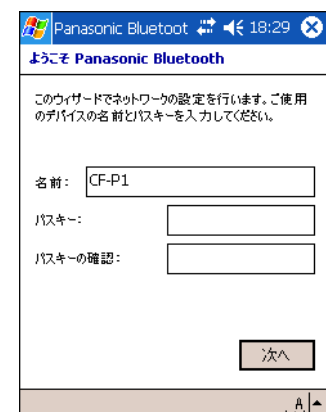 Panasonic Bluetoot 18:29
ようこそ Panasonic Bluetooth
このウィザードでネットワークの設定を行います。ご使用
のデバイスの名前とパスキーを入力してください。
名前: CF-P1
パスキー:
パスキーの確認:
次へ
A